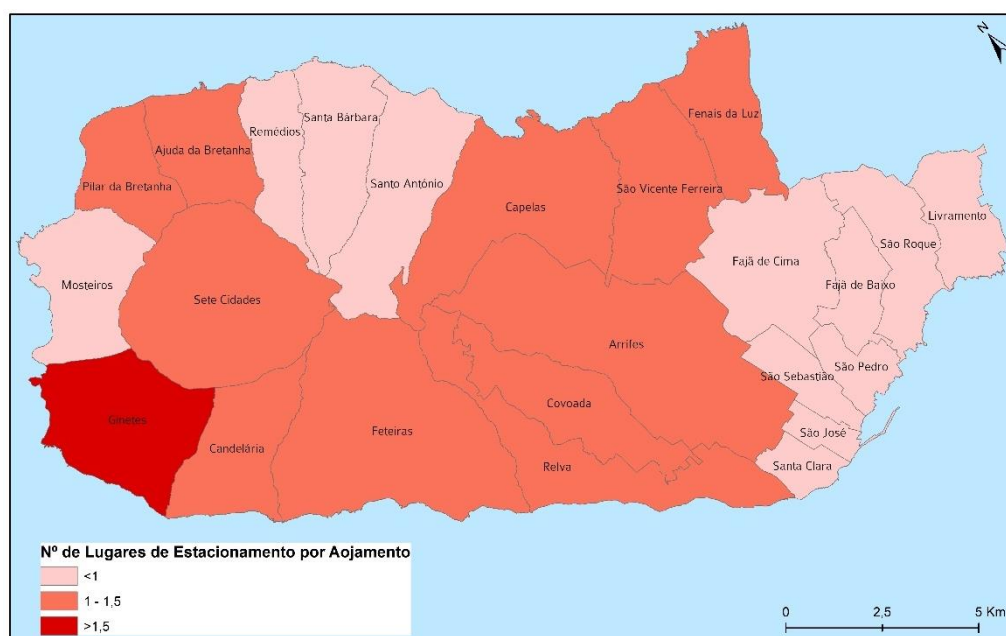 N
Fenais da Luz
Santa Bárbara
Remédios
Ajuda da Bretanha
Santo António
Pilar da Bretanha
São Vicente Ferreira
Capelas
Livramento
São Roque
Fajã de Cima
Mosteiros
Fajã de Baixo
Sete Cidades
Arrifes
São Pedro
São Sebastião
Covoada
Ginetes
Feteiras
São José
Candelária
Relva
Santa Clara
Nº de Lugares de Estacionamento por Aojamento
<1
1 - 1,5
>1,5
0 2,5 5 Km